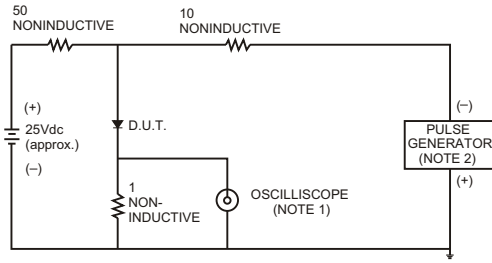 50
NONINDUCTIVE
10
NONINDUCTIVE
(+)
25Vdc
(approx.)
(–)
D.U.T.
1
NON-
INDUCTIVE
OSCILLISCOPE
(NOTE 1)
(–)
PULSE
GENERATOR
(NOTE 2)
(+)